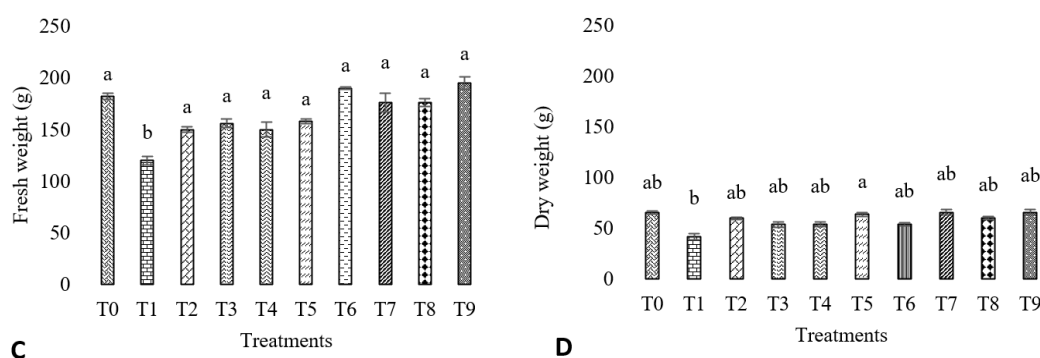 250
200
150
100
50
0
Fresh weight (g)
a
b
a
a
a
a
a
a
a
a
T0 T1 T2 T3 T4 T5 T6 T7 T8 T9
Treatments
C
250
200
150
100
50
0
Dry weight (g)
ab
b
ab
ab
ab
a
ab
ab
ab
ab
T0 T1 T2 T3 T4 T5 T6 T7 T8 T9
Treatments
D